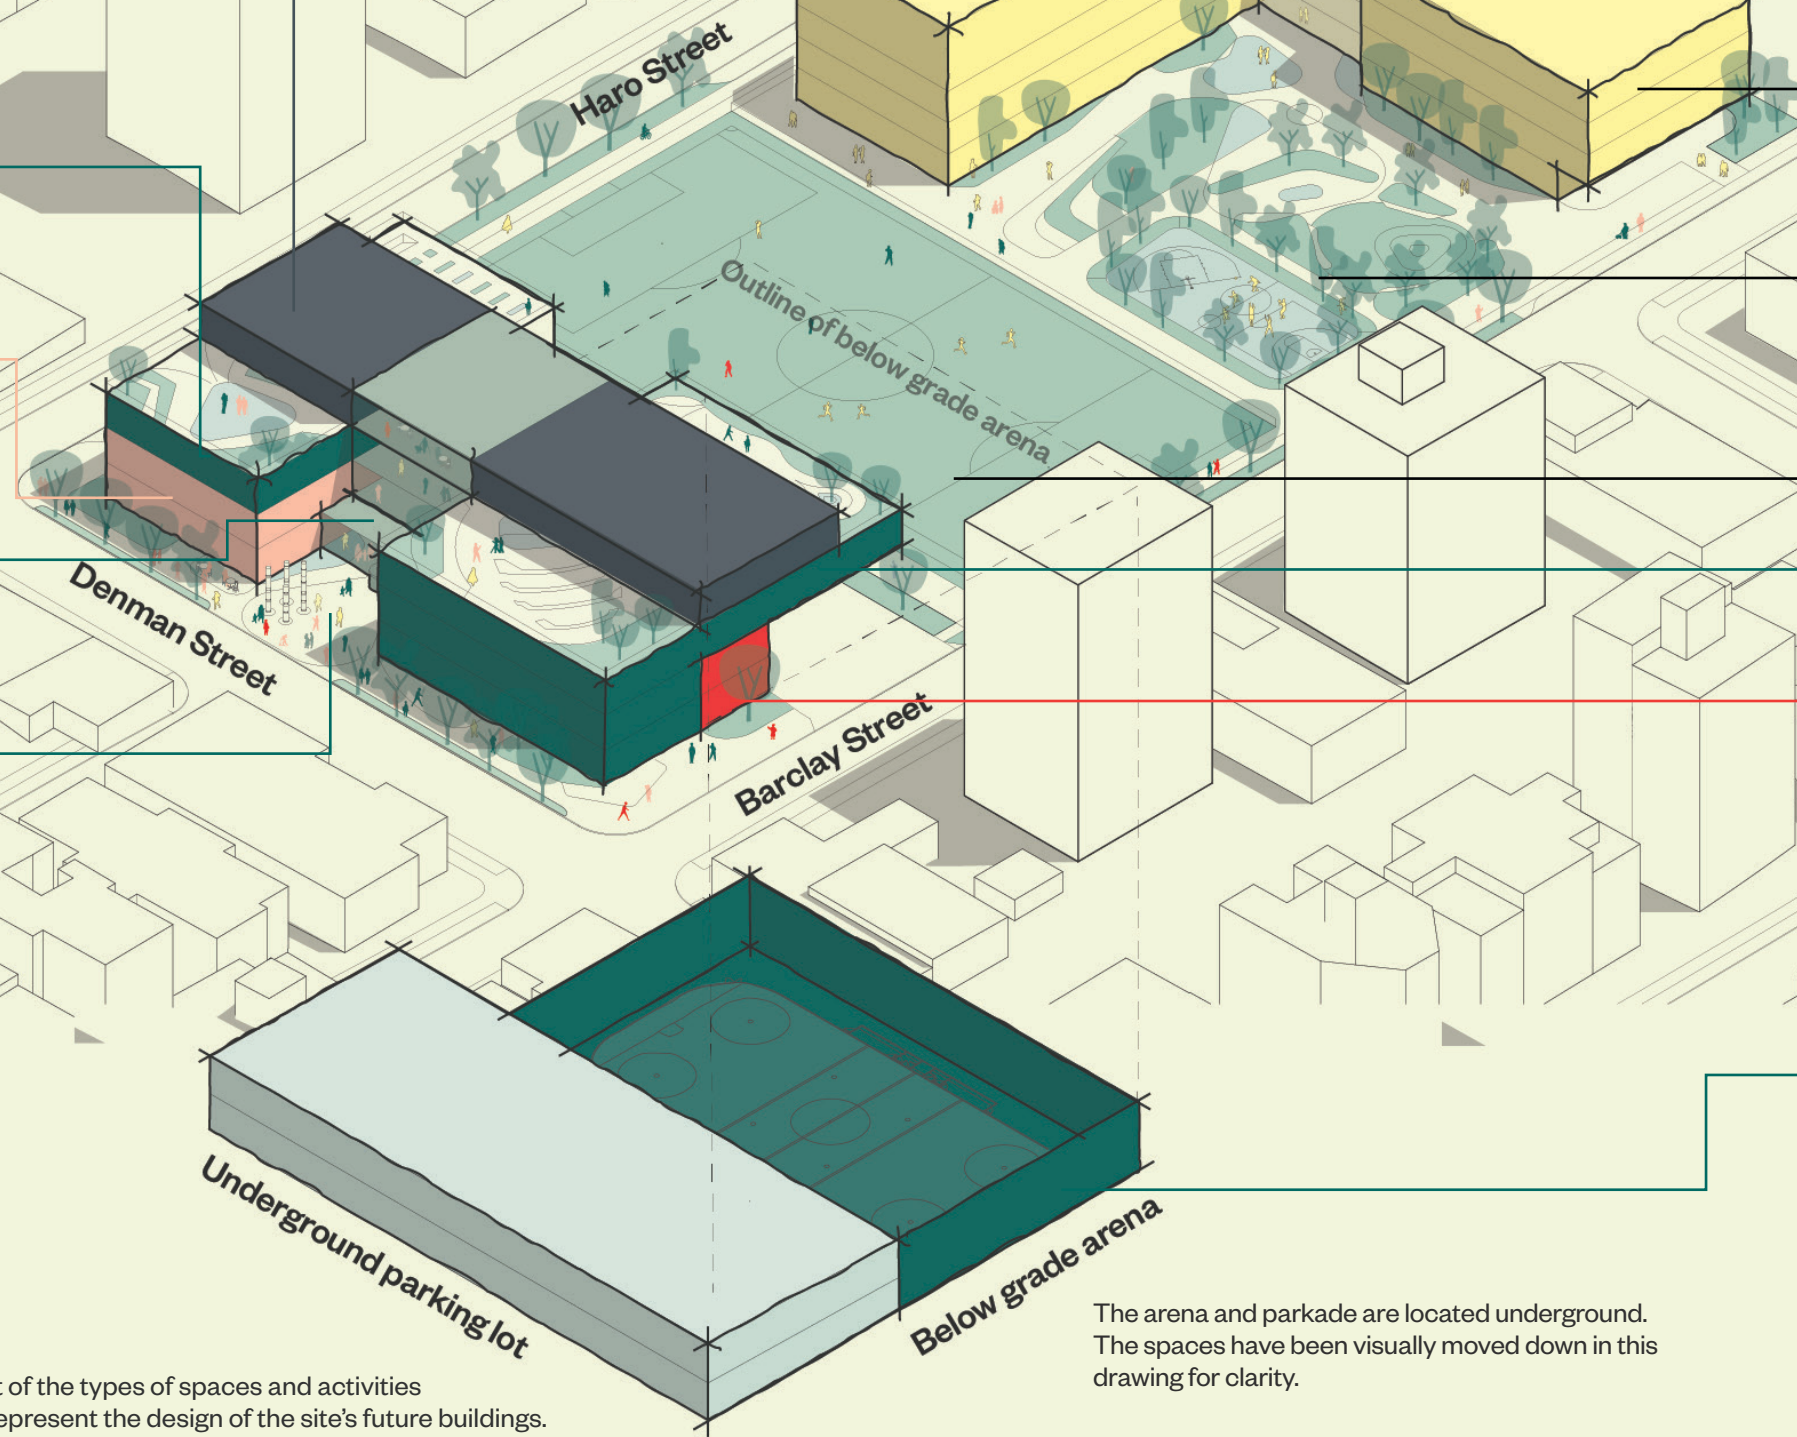 Haro Street
Outline of below grade arena
Denman Street
Barclay Street
Underground parking lot
Below grade arena
The arena and parkade are located underground.
The spaces have been visually moved down in this
drawing for clarity.
of the types of spaces and activities
epresent the design of the site’s future buildings.